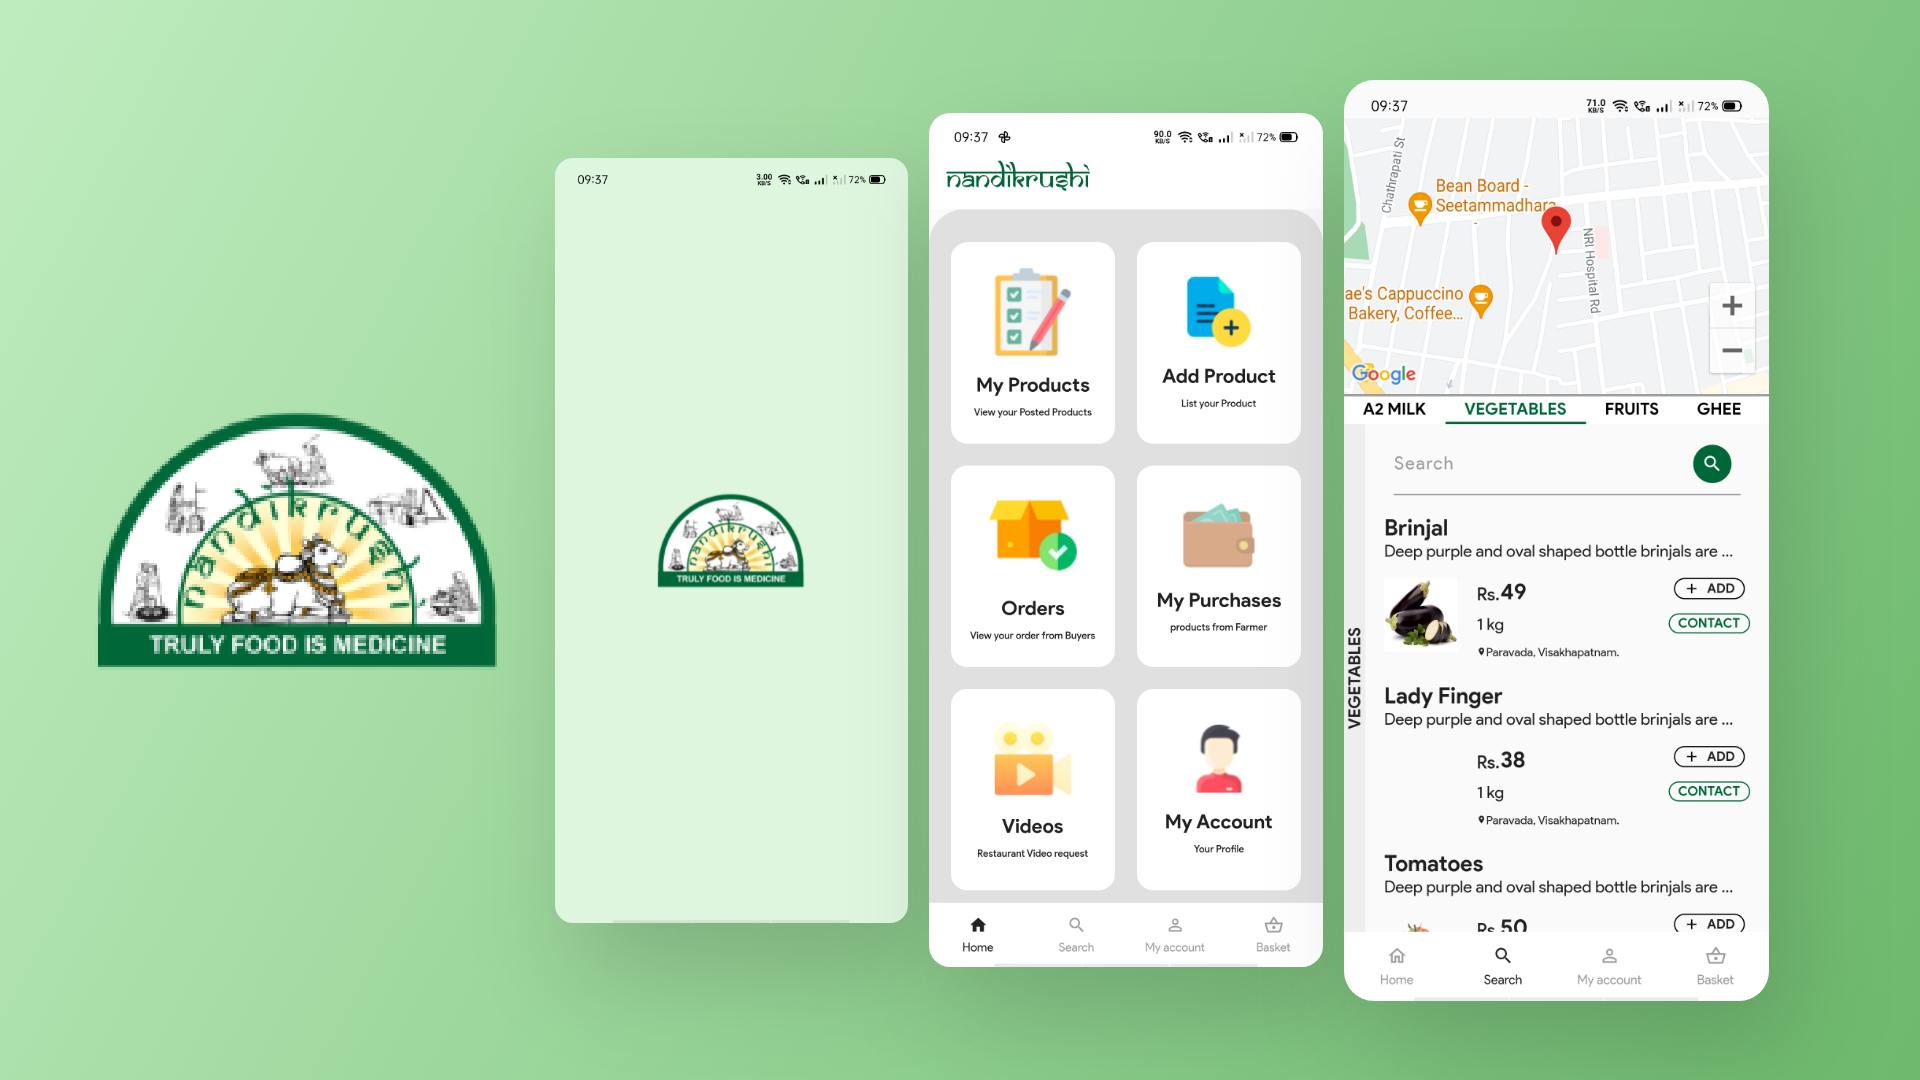 nandikrushi
TRULY FOOD IS MEDICINE
09:37
3.00
KB/S
72%
nandikrushi
TRULY FOOD IS MEDICINE
09:37
90.0
KB/S
72%
nandikrushi
My Products
View your Posted Products
Add Product
List your Product
Orders
View your order from Buyers
My Purchases
products from Farmer
Videos
Restaurant Video request
My Account
Your Profile
Home
Search
My account
Basket
09:37
71.0
KB/S
72%
Chathrapati St
Bean Board -
Seetammadhara
-
NRI Hospital Rd
ae's Cappuccino
Bakery, Coffee...
+
−
Google
A2 MILK
VEGETABLES
FRUITS
GHEE
Search
VEGETABLES
Brinjal
Deep purple and oval shaped bottle brinjals are ...
Rs.49
+ ADD
1 kg
CONTACT
Paravada, Visakhapatnam.
Lady Finger
Deep purple and oval shaped bottle brinjals are ...
Rs.38
+ ADD
1 kg
CONTACT
Paravada, Visakhapatnam.
Tomatoes
Deep purple and oval shaped bottle brinjals are ...
Rs.50
+ ADD
Home
Search
My account
Basket